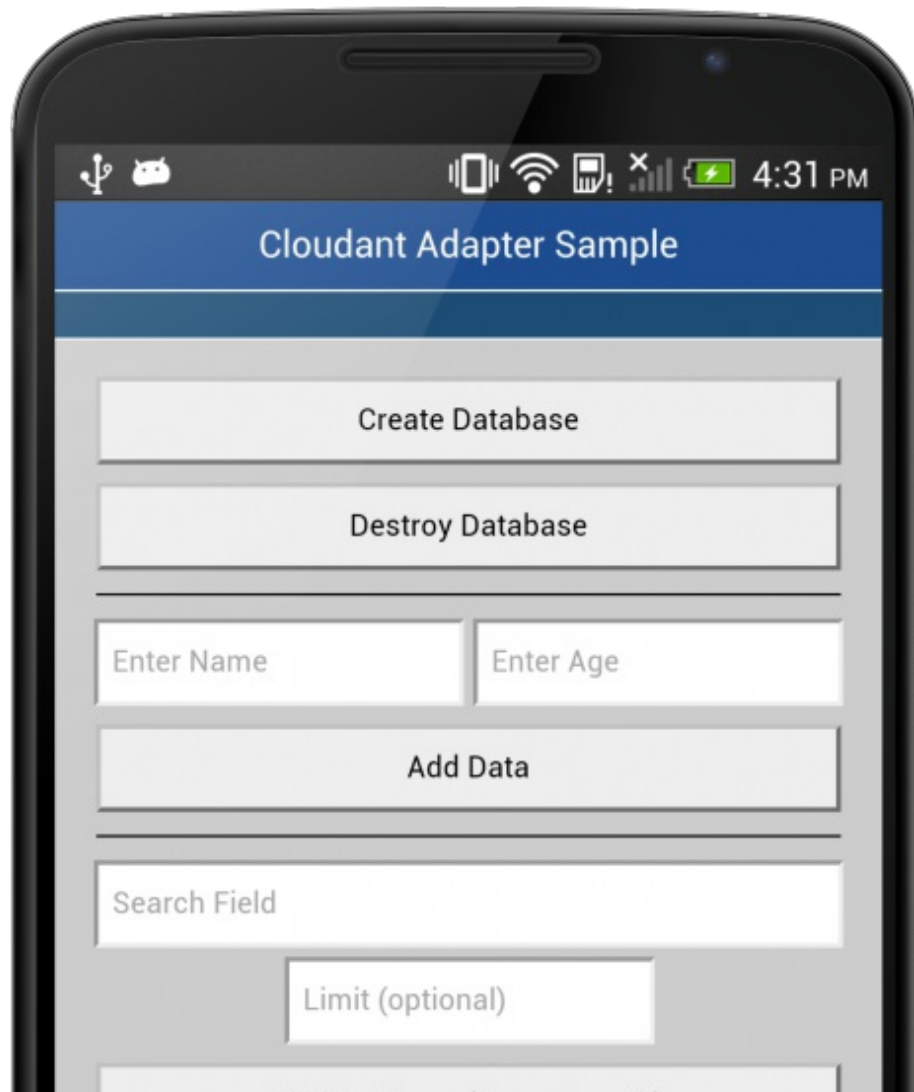 4:31 PM
Cloudant Adapter Sample
Create Database
Destroy Database
Enter Name Enter Age
Add Data
Search Field
Limit (optional)